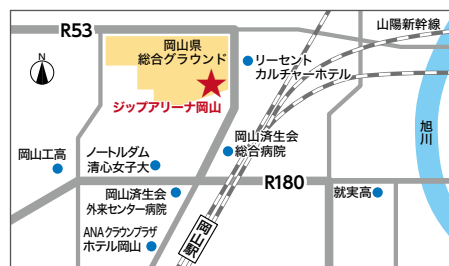 R53
岡山県
総合グラウンド
山陽新幹線
N
リーセント
カルチャーホテル
ジップアリーナ岡山
旭川
岡山工高
ノートルダム
清心女子大
岡山済生会
総合病院
R180
岡山済生会
外来センター病院
就実高
ANAクラウンプラザ
ホテル岡山
岡山駅